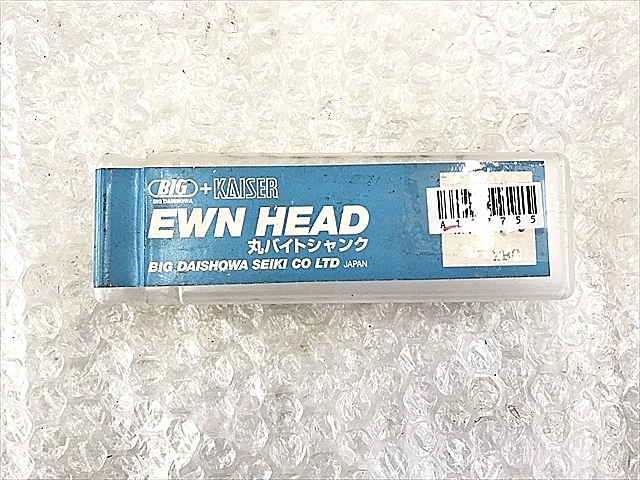 BIG + KAISER
BIG DAISHOWA
EWN HEAD
丸バイトシャンク
BIG DAISHOWA SEIKI CO LTD JAPAN